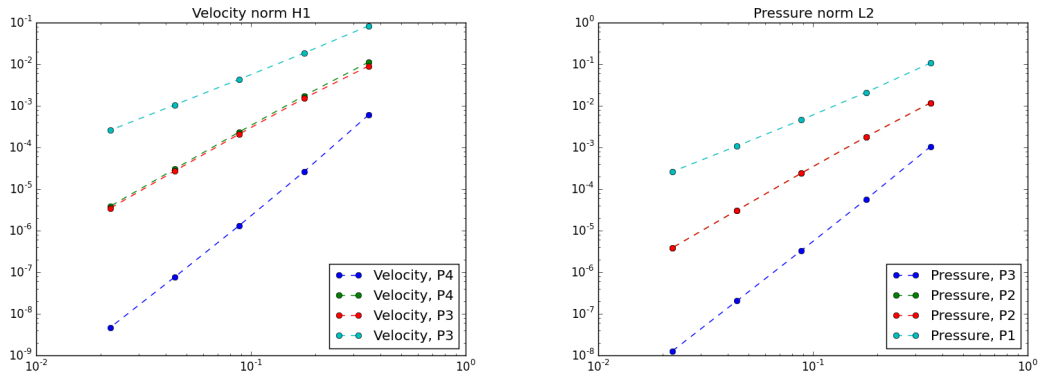 Velocity norm H1
10^-1
10^-2
10^-3
10^-4
10^-5
10^-6
10^-7
10^-8
10^-9
10^-2
10^-1
10^0
Velocity, P4
Velocity, P4
Velocity, P3
Velocity, P3
Pressure norm L2
10^0
10^-1
10^-2
10^-3
10^-4
10^-5
10^-6
10^-7
10^-8
10^-2
10^-1
10^0
Pressure, P3
Pressure, P2
Pressure, P2
Pressure, P1